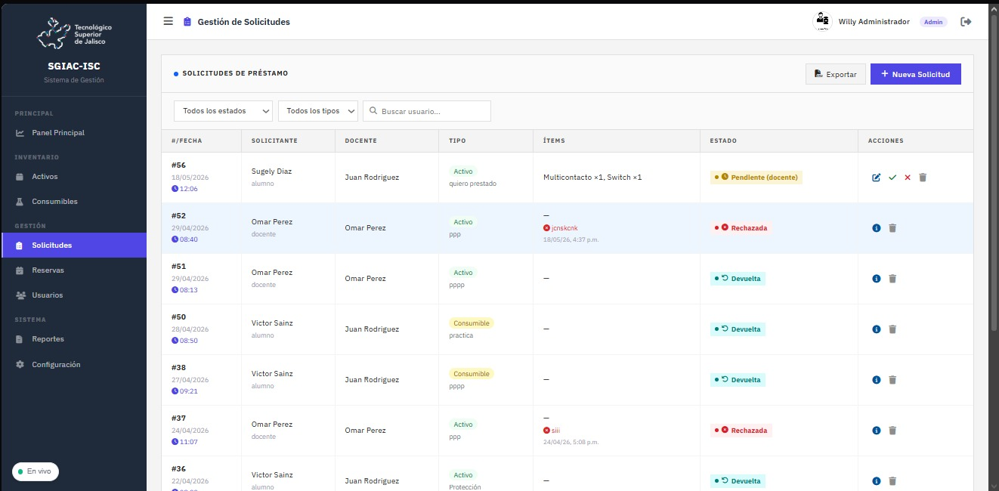 Tecnológico
Superior
de Jalisco
SGIAC-ISC
Sistema de Gestión
PRINCIPAL
Panel Principal
INVENTARIO
Activos
Consumibles
GESTIÓN
Solicitudes
Reservas
Usuarios
SISTEMA
Reportes
Configuración
En vivo
Gestión de Solicitudes
Willy Administrador
Admin
SOLICITUDES DE PRÉSTAMO
Exportar
+ Nueva Solicitud
Todos los estados
Todos los tipos
Buscar usuario...
#/FECHA SOLICITANTE DOCENTE TIPO ÍTEMS ESTADO ACCIONES
#56
18/05/2026
12:06
Sugely Diaz
alumno
Juan Rodriguez
Activo
quiero prestado
Multicontacto ×1, Switch ×1
Pendiente (docente)
#52
29/04/2026
08:40
Omar Perez
docente
Omar Perez
Activo
ppp
—
jcnskcnk
18/05/26, 4:37 p.m.
Rechazada
#51
29/04/2026
08:13
Omar Perez
docente
Omar Perez
Activo
pppp
—
Devuelta
#50
28/04/2026
08:50
Victor Sainz
alumno
Juan Rodriguez
Consumible
practica
—
Devuelta
#38
27/04/2026
09:21
Victor Sainz
alumno
Juan Rodriguez
Consumible
pppp
—
Devuelta
#37
24/04/2026
11:07
Omar Perez
docente
Omar Perez
Activo
ppp
—
siii
24/04/26, 5:08 p.m.
Rechazada
#36
22/04/2026
Victor Sainz
alumno
Juan Rodriguez
Activo
Protección
—
Devuelta